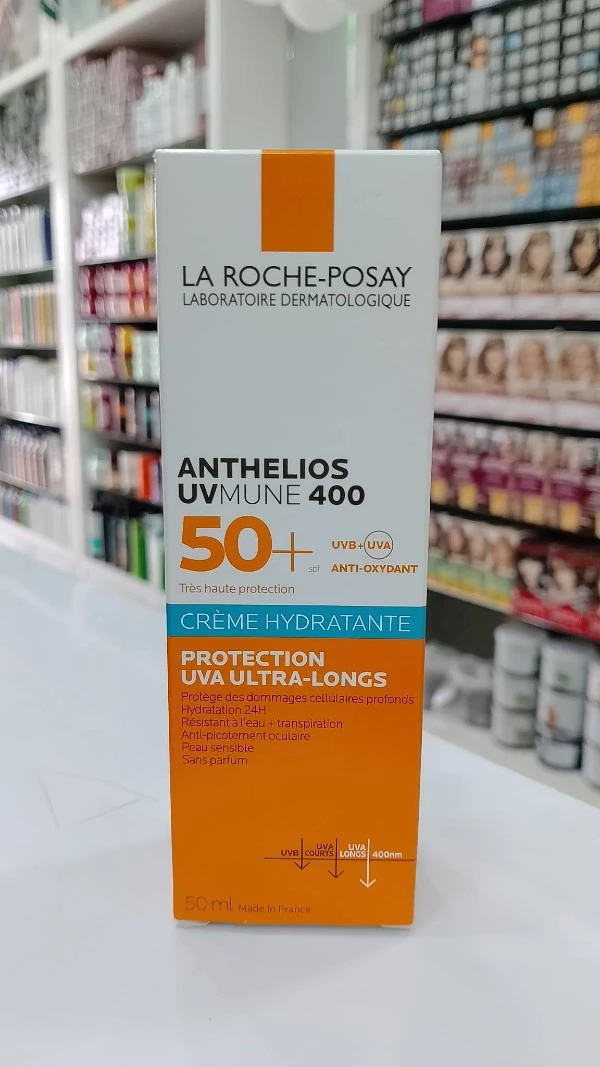 LA ROCHE-POSAY
LABORATOIRE DERMATOLOGIQUE
ANTHELIOS
UVMUNE 400
50+ spf
UVB+UVA
ANTI-OXYDANT
Très haute protection
CRÈME HYDRATANTE
PROTECTION
UVA ULTRA-LONGS
Protège des dommages cellulaires profonds
Hydratation 24H
Résistant à l'eau + transpiration
Anti-picotement oculaire
Peau sensible
Sans parfum
UVB UVA COURTS UVA LONGS 400nm
50 ml Made in France